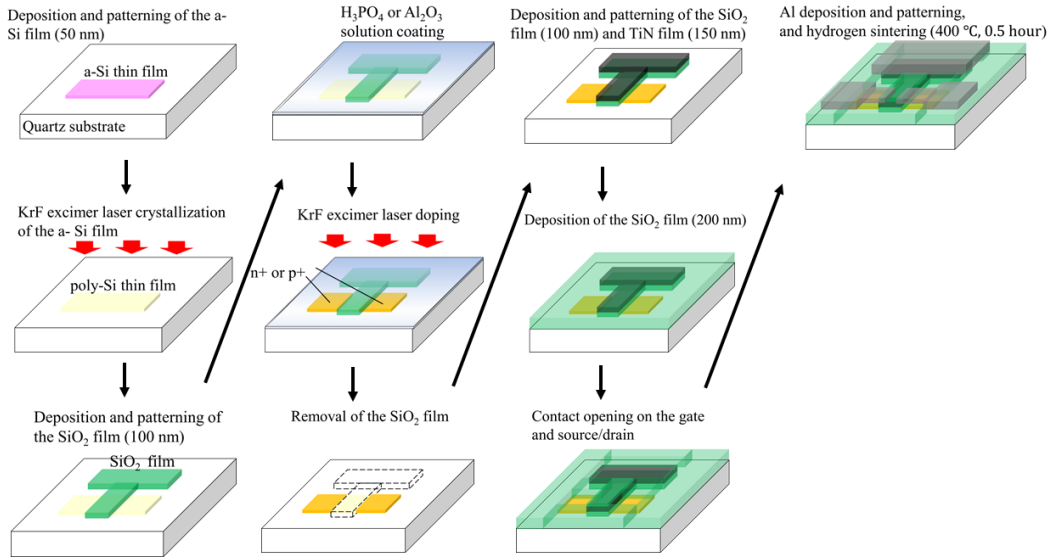 Deposition and patterning of the a-
Si film (50 nm)
a-Si thin film
Quartz substrate
KrF excimer laser crystallization
of the a- Si film
poly-Si thin film
Deposition and patterning of
the SiO₂ film (100 nm)
SiO₂ film
H₃PO₄ or Al₂O₃
solution coating
KrF excimer laser doping
n+ or p+
Removal of the SiO₂ film
Deposition and patterning of the SiO₂
film (100 nm) and TiN film (150 nm)
Deposition of the SiO₂ film (200 nm)
Contact opening on the gate
and source/drain
Al deposition and patterning,
and hydrogen sintering (400 ℃, 0.5 hour)